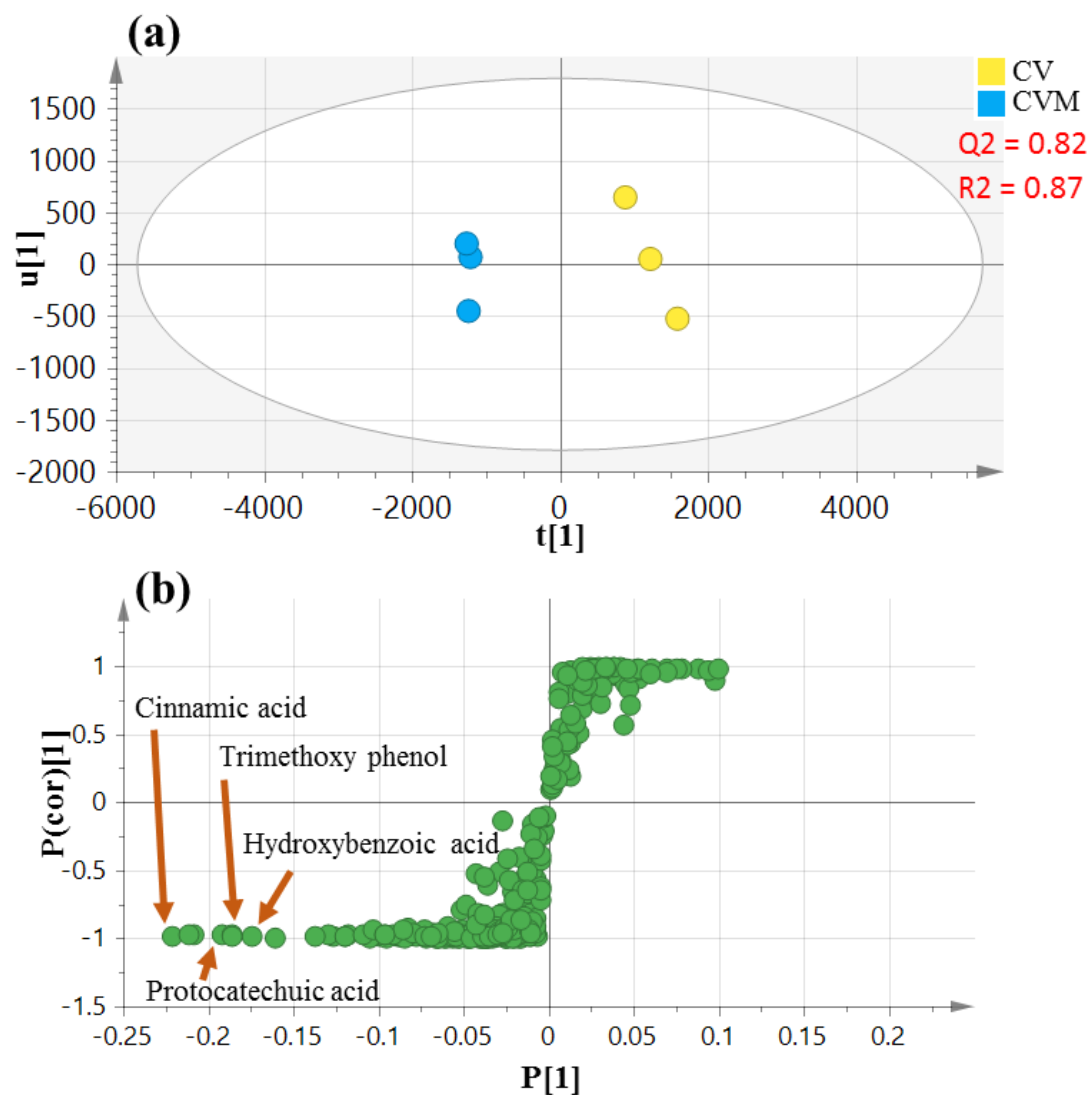 (a)
CV
CVM
Q2 = 0.82
R2 = 0.87
1500
1000
500
0
-500
-1000
-1500
-2000
u[1]
-6000 -4000 -2000 0 2000 4000
t[1]
(b)
1
0.5
0
-0.5
-1
-1.5
P(cor)[1]
Cinnamic acid
Trimethoxy phenol
Hydroxybenzoic acid
Protocatechuic acid
-0.25 -0.2 -0.15 -0.1 -0.05 0 0.05 0.1 0.15 0.2
P[1]